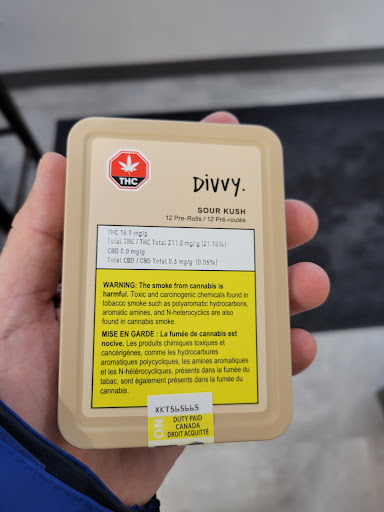 THC
Divvy.
SOUR KUSH
12 Pre-Rolls / 12 Pré-roulés
THC 16.9 mg/g
Total THC / THC Total 211.8 mg/g (21.18%)
CBD 0.0 mg/g
Total CBD / CBD Total 0.6 mg/g (0.06%)
WARNING: The smoke from cannabis is
harmful. Toxic and carcinogenic chemicals found in
tobacco smoke such as polyaromatic hydrocarbons,
aromatic amines, and N-heterocyclics are also
found in cannabis smoke.
MISE EN GARDE : La fumée de cannabis est
nocive. Les produits chimiques toxiques et
cancérigènes, comme les hydrocarbures
aromatiques polycycliques, les amines aromatiques
et les N-hétérocycliques, présents dans la fumée du
tabac, sont également présents dans la fumée du
cannabis.
XKT565665
ON
DUTY PAID
CANADA
DROIT ACQUITTÉ